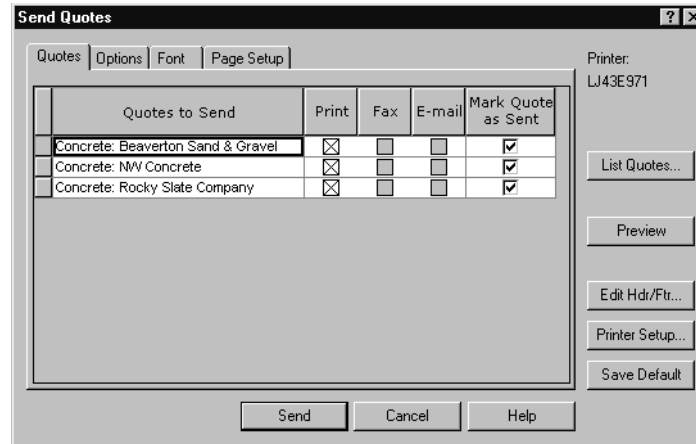 Send Quotes
Quotes
Options
Font
Page Setup
Printer:
LJ43E971
Quotes to Send
Print
Fax
E-mail
Mark Quote
as Sent
Concrete: Beaverton Sand & Gravel
Concrete: NW Concrete
Concrete: Rocky Slate Company
List Quotes...
Preview
Edit Hdr/Ftr...
Printer Setup...
Save Default
Send
Cancel
Help